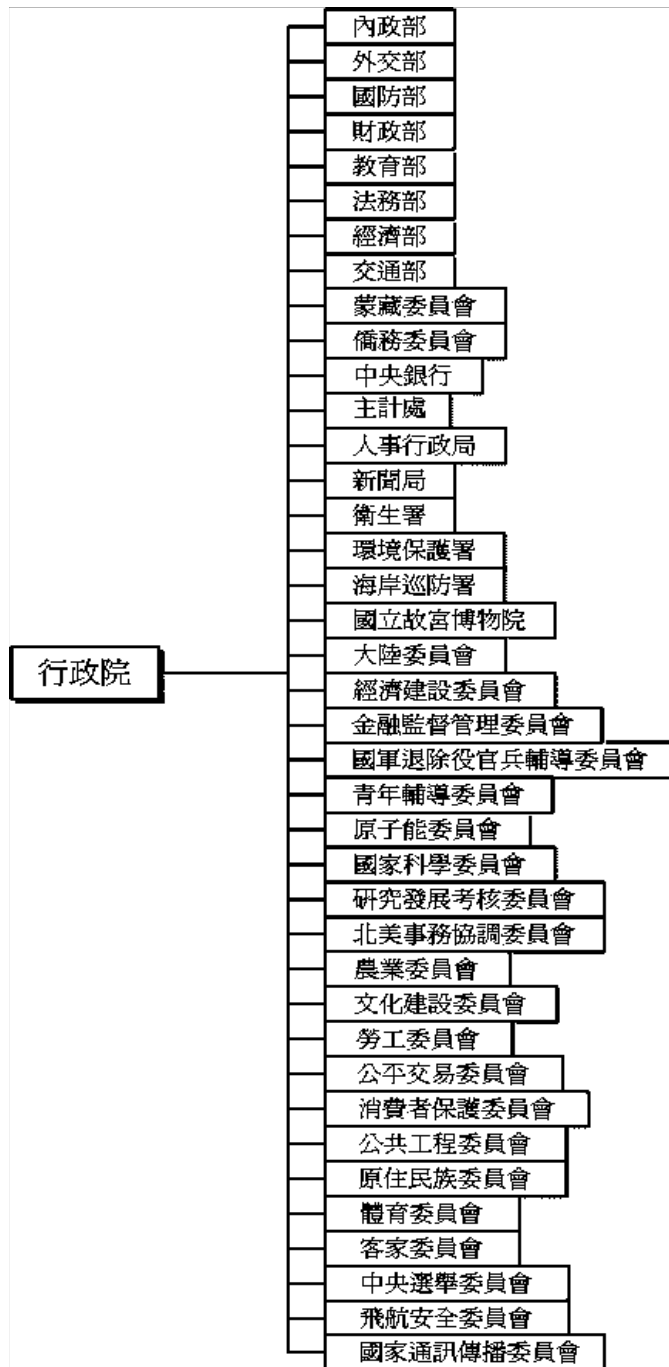 內政部
外交部
國防部
財政部
教育部
法務部
經濟部
交通部
蒙藏委員會
僑務委員會
中央銀行
主計處
人事行政局
新聞局
衛生署
環境保護署
海岸巡防署
國立故宮博物院
大陸委員會
行政院
經濟建設委員會
金融監督管理委員會
國軍退除役官兵輔導委員會
青年輔導委員會
原子能委員會
國家科學委員會
研究發展考核委員會
北美事務協調委員會
農業委員會
文化建設委員會
勞工委員會
公平交易委員會
消費者保護委員會
公共工程委員會
原住民族委員會
體育委員會
客家委員會
中央選舉委員會
飛航安全委員會
國家通訊傳播委員會